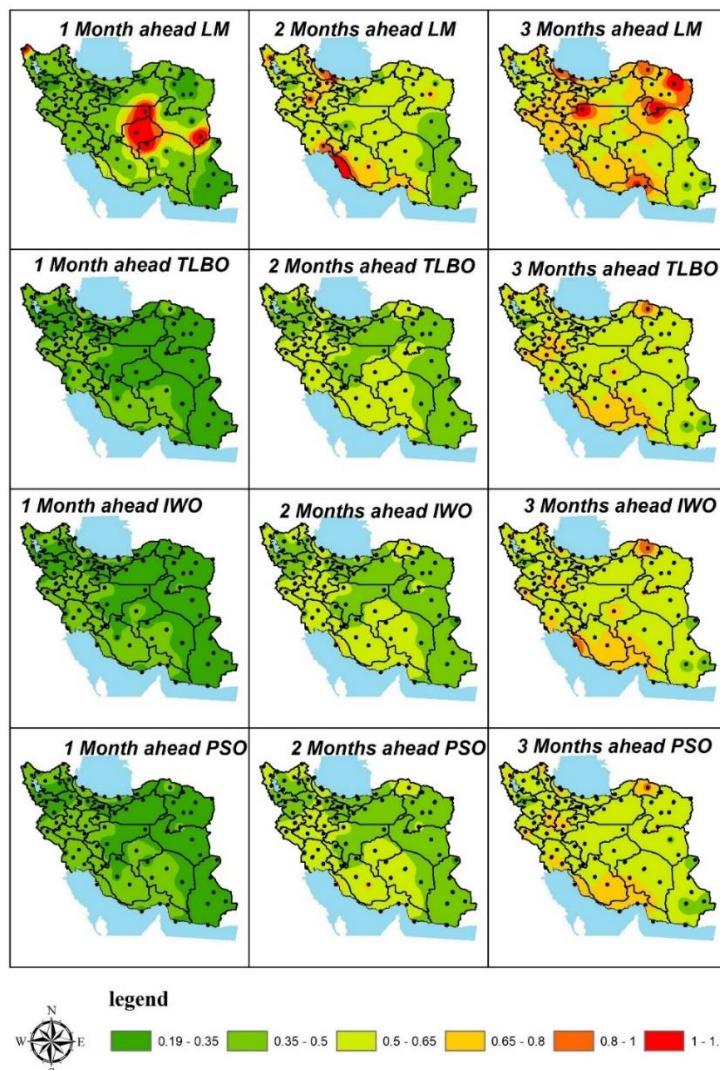 1 Month ahead LM
2 Months ahead LM
3 Months ahead LM
1 Month ahead TLBO
2 Months ahead TLBO
3 Months ahead TLBO
1 Month ahead IWO
2 Months ahead IWO
3 Months ahead IWO
1 Month ahead PSO
2 Months ahead PSO
3 Months ahead PSO
legend
N
W E
S
0.19 - 0.35 0.35 - 0.5 0.5 - 0.65 0.65 - 0.8 0.8 - 1 1 - 1.